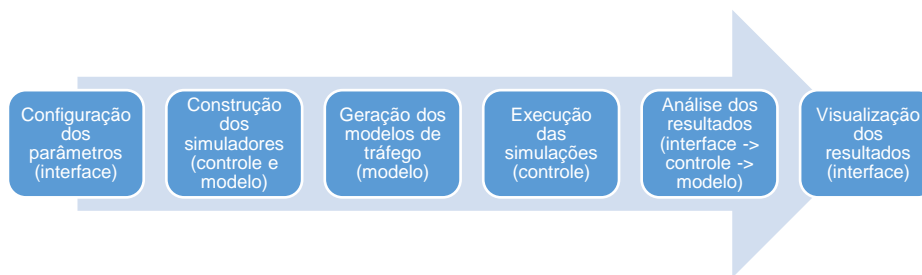 Configuração
dos
parâmetros
(interface)
Construção
dos
simuladores
(controle e
modelo)
Geração dos
modelos de
tráfego
(modelo)
Execução
das
simulações
(controle)
Análise dos
resultados
(interface ->
controle ->
modelo)
Visualização
dos
resultados
(interface)